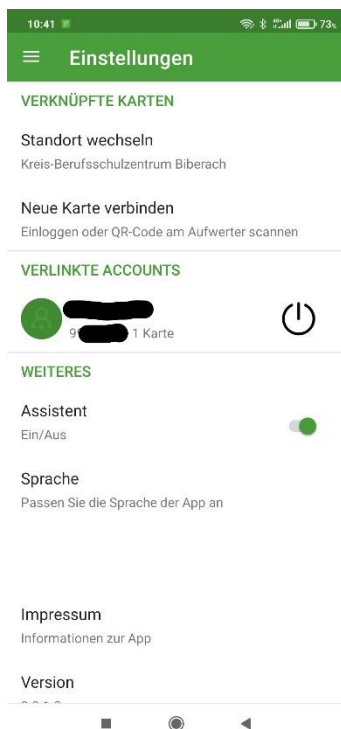 10:41
73%
Einstellungen
VERKNÜPFTE KARTEN
Standort wechseln
Kreis-Berufsschulzentrum Biberach
Neue Karte verbinden
Einloggen oder QR-Code am Aufwerter scannen
VERLINKTE ACCOUNTS
1 Karte
WEITERES
Assistent
Ein/Aus
Sprache
Passen Sie die Sprache der App an
Impressum
Informationen zur App
Version